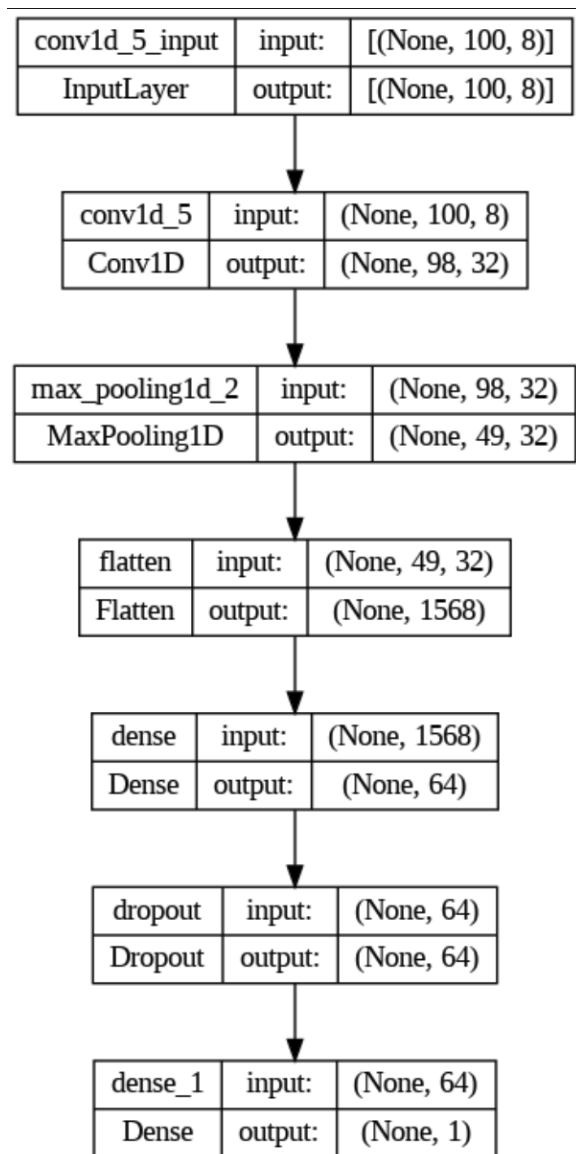 conv1d_5_input input: [(None, 100, 8)]
InputLayer output: [(None, 100, 8)]
conv1d_5 input: (None, 100, 8)
Conv1D output: (None, 98, 32)
max_pooling1d_2 input: (None, 98, 32)
MaxPooling1D output: (None, 49, 32)
flatten input: (None, 49, 32)
Flatten output: (None, 1568)
dense input: (None, 1568)
Dense output: (None, 64)
dropout input: (None, 64)
Dropout output: (None, 64)
dense_1 input: (None, 64)
Dense output: (None, 1)